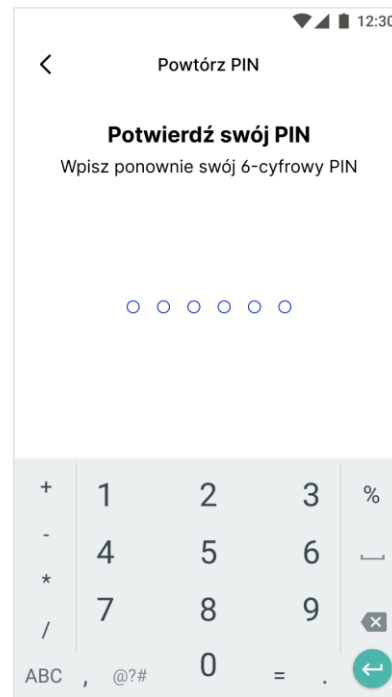 12:30
Powtórz PIN
Potwierdź swój PIN
Wpisz ponownie swój 6-cyfrowy PIN
+ 1 2 3 %
- 4 5 6
* 7 8 9
/
ABC , @?# 0 = .